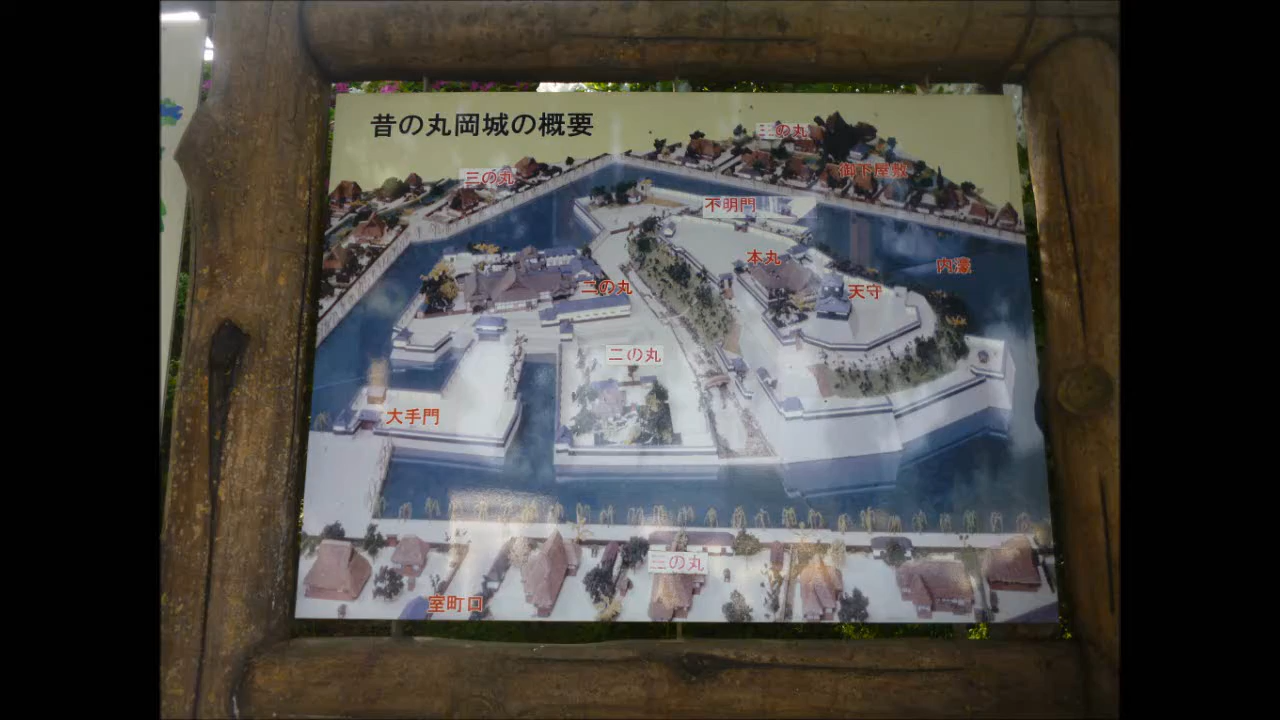 昔の丸岡城の概要
三の丸
三の丸
御下屋敷
不明門
本丸
内濠
二の丸
天守
二の丸
大手門
三の丸
室町口